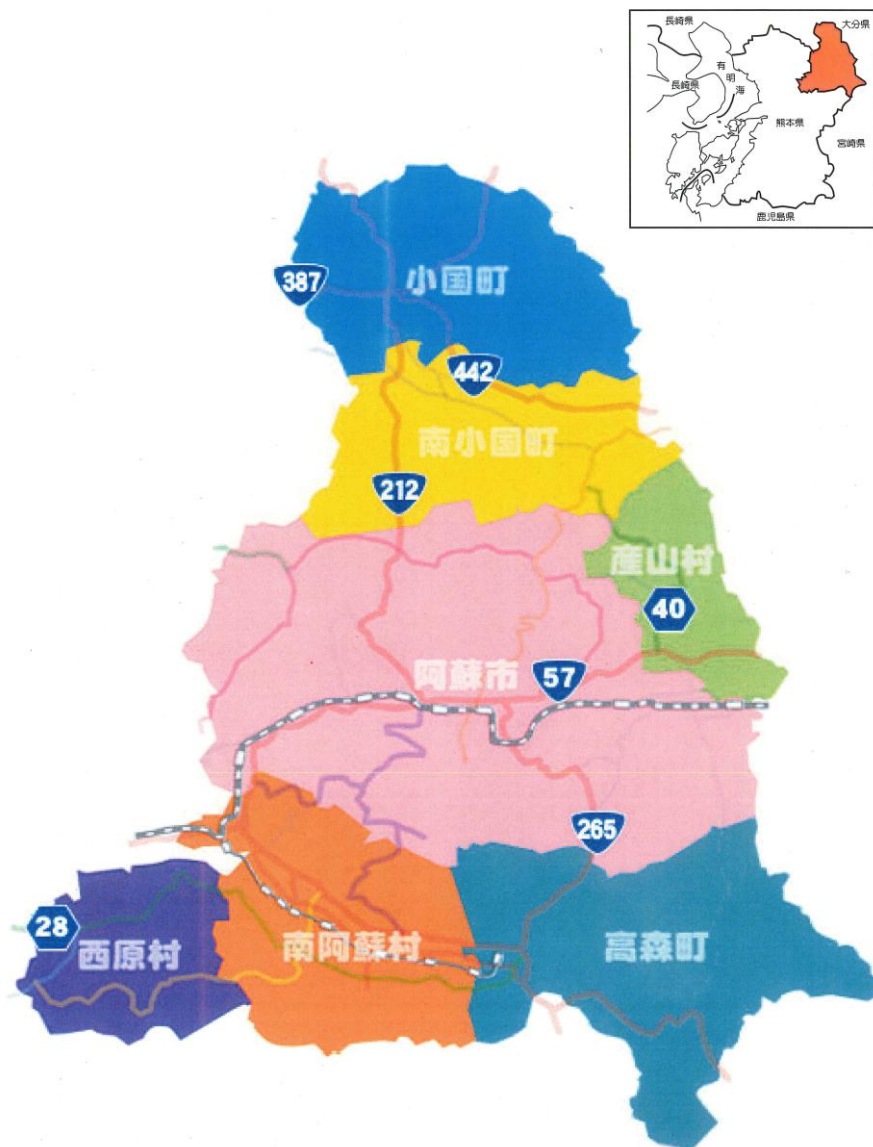 長崎県
大分県
有明海
長崎県
熊本県
宮崎県
鹿児島県
387
小国町
442
南小国町
212
産山村
40
阿蘇市
57
265
28
西原村
南阿蘇村
高森町